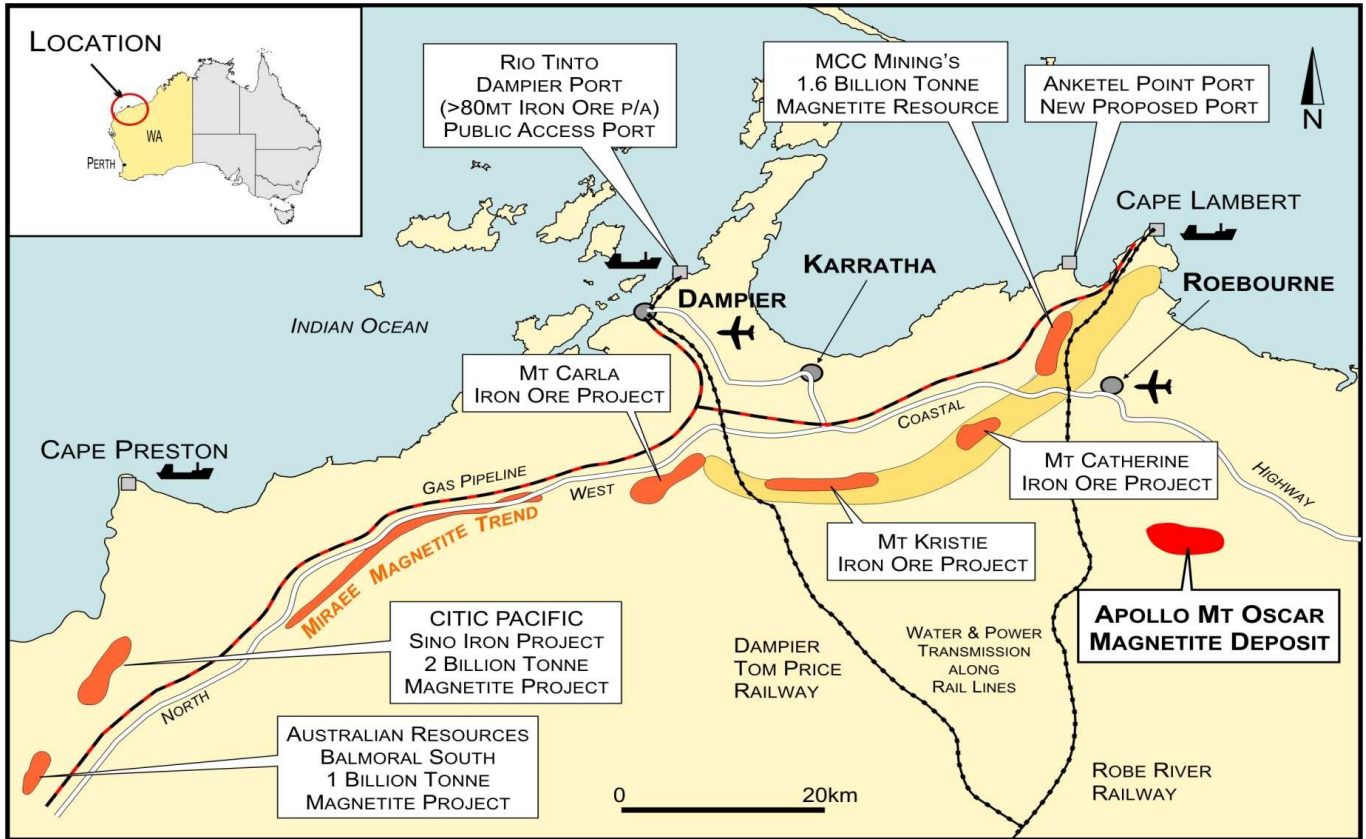 LOCATION
WA
PERTH
RIO TINTO
DAMPIER PORT
(>80MT IRON ORE P/A)
PUBLIC ACCESS PORT
MCC MINING'S
1.6 BILLION TONNE
MAGNETITE RESOURCE
ANKETEL POINT PORT
NEW PROPOSED PORT
N
CAPE LAMBERT
KARRATHA
ROEBOURNE
DAMPIER
INDIAN OCEAN
MT CARLA
IRON ORE PROJECT
CAPE PRESTON
GAS PIPELINE
NORTH WEST COASTAL HIGHWAY
MT CATHERINE
IRON ORE PROJECT
MIRAEE MAGNETITE TREND
MT KRISTIE
IRON ORE PROJECT
APOLLO MT OSCAR
MAGNETITE DEPOSIT
CITIC PACIFIC
SINO IRON PROJECT
2 BILLION TONNE
MAGNETITE PROJECT
DAMPIER
TOM PRICE
RAILWAY
WATER & POWER
TRANSMISSION
ALONG
RAIL LINES
AUSTRALIAN RESOURCES
BALMORAL SOUTH
1 BILLION TONNE
MAGNETITE PROJECT
ROBE RIVER
RAILWAY
0 20km